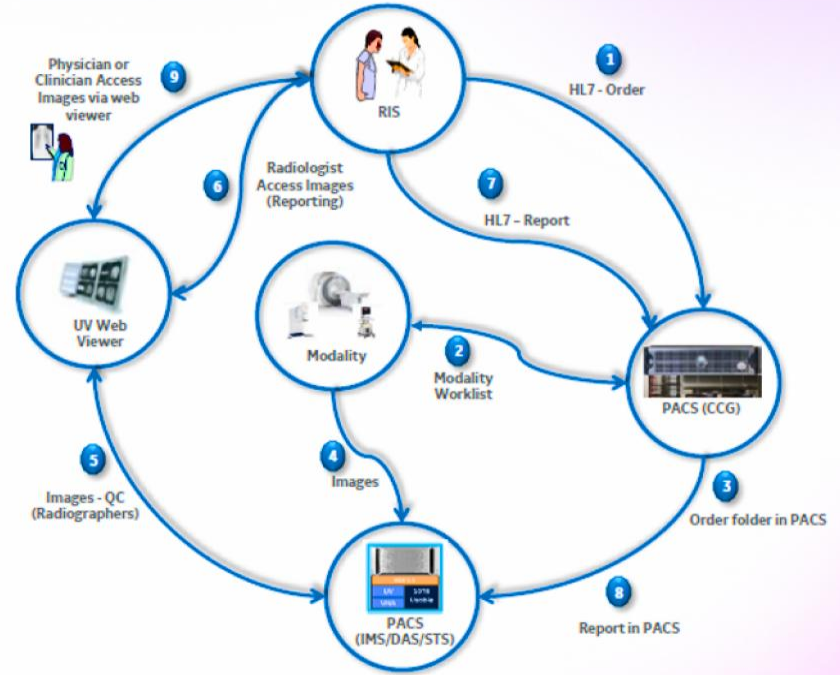 Physician or
Clinician Access
Images via web
viewer
9
RIS
1
HL7 - Order
6
Radiologist
Access Images
(Reporting)
7
HL7 – Report
UV Web
Viewer
Modality
2
Modality
Worklist
PACS (CCG)
5
Images - QC
(Radiographers)
4
Images
3
Order folder in PACS
UV
PACS
(IMS/DAS/STS)
8
Report in PACS